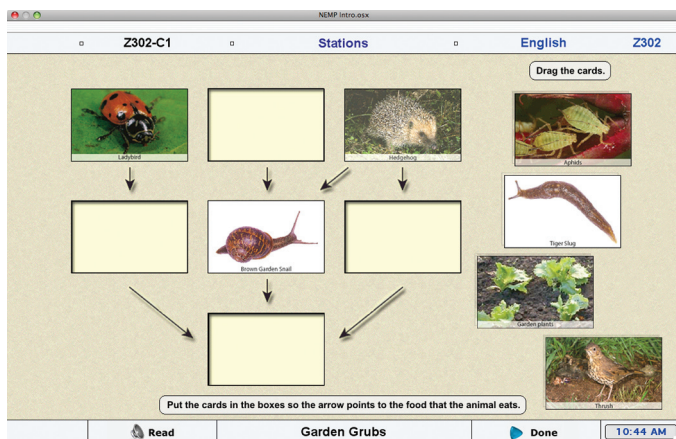 NEMP Intro.osx
Z302-C1
Stations
English
Z302
Drag the cards.
Ladybird
Hedgehog
Aphids
Brown Garden Snail
Tiger Slug
Garden plants
Thrush
Put the cards in the boxes so the arrow points to the food that the animal eats.
Read
Garden Grubs
Done
10:44 AM